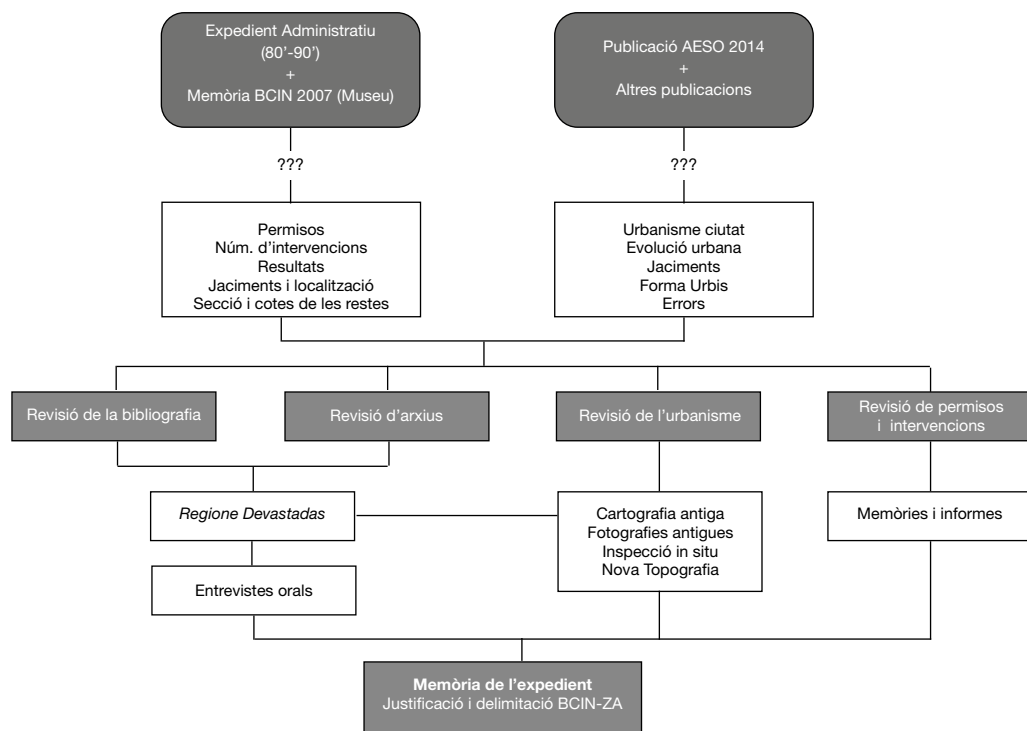 Expedient Administratiu
(80’-90’)
+
Memòria BCIN 2007 (Museu)
Publicació AESO 2014
+
Altres publicacions
???
???
Permisos
Núm. d’intervencions
Resultats
Jaciments i localització
Secció i cotes de les restes
Urbanisme ciutat
Evolució urbana
Jaciments
Forma Urbis
Errors
Revisió de la bibliografia
Revisió d’arxius
Revisió de l’urbanisme
Revisió de permisos
i intervencions
Regione Devastadas
Cartografia antiga
Fotografies antigues
Inspecció in situ
Nova Topografia
Memòries i informes
Entrevistes orals
Memòria de l’expedient
Justificació i delimitació BCIN-ZA